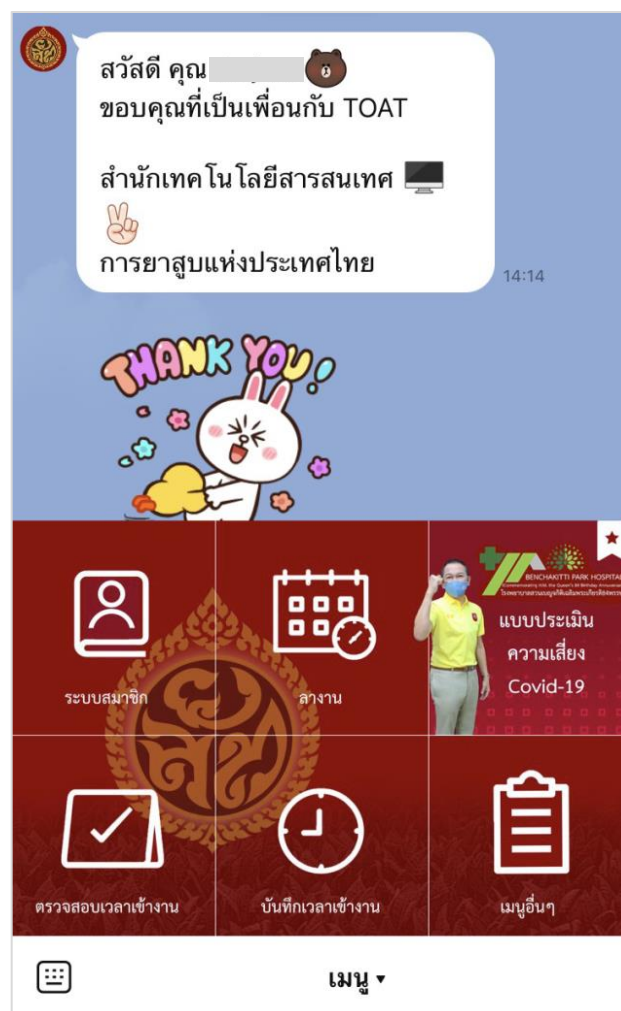 สวัสดี คุณ
ขอบคุณที่เป็นเพื่อนกับ TOAT
สำนักเทคโนโลยีสารสนเทศ
การยาสูบแห่งประเทศไทย
14:14
THANK YOU!
BENCHAKITTI PARK HOSPITAL
แบบประเมิน
ความเสี่ยง
Covid-19
ระบบสมาชิก
ลางาน
ตรวจสอบเวลาเข้างาน
บันทึกเวลาเข้างาน
เมนูอื่นๆ
เมนู